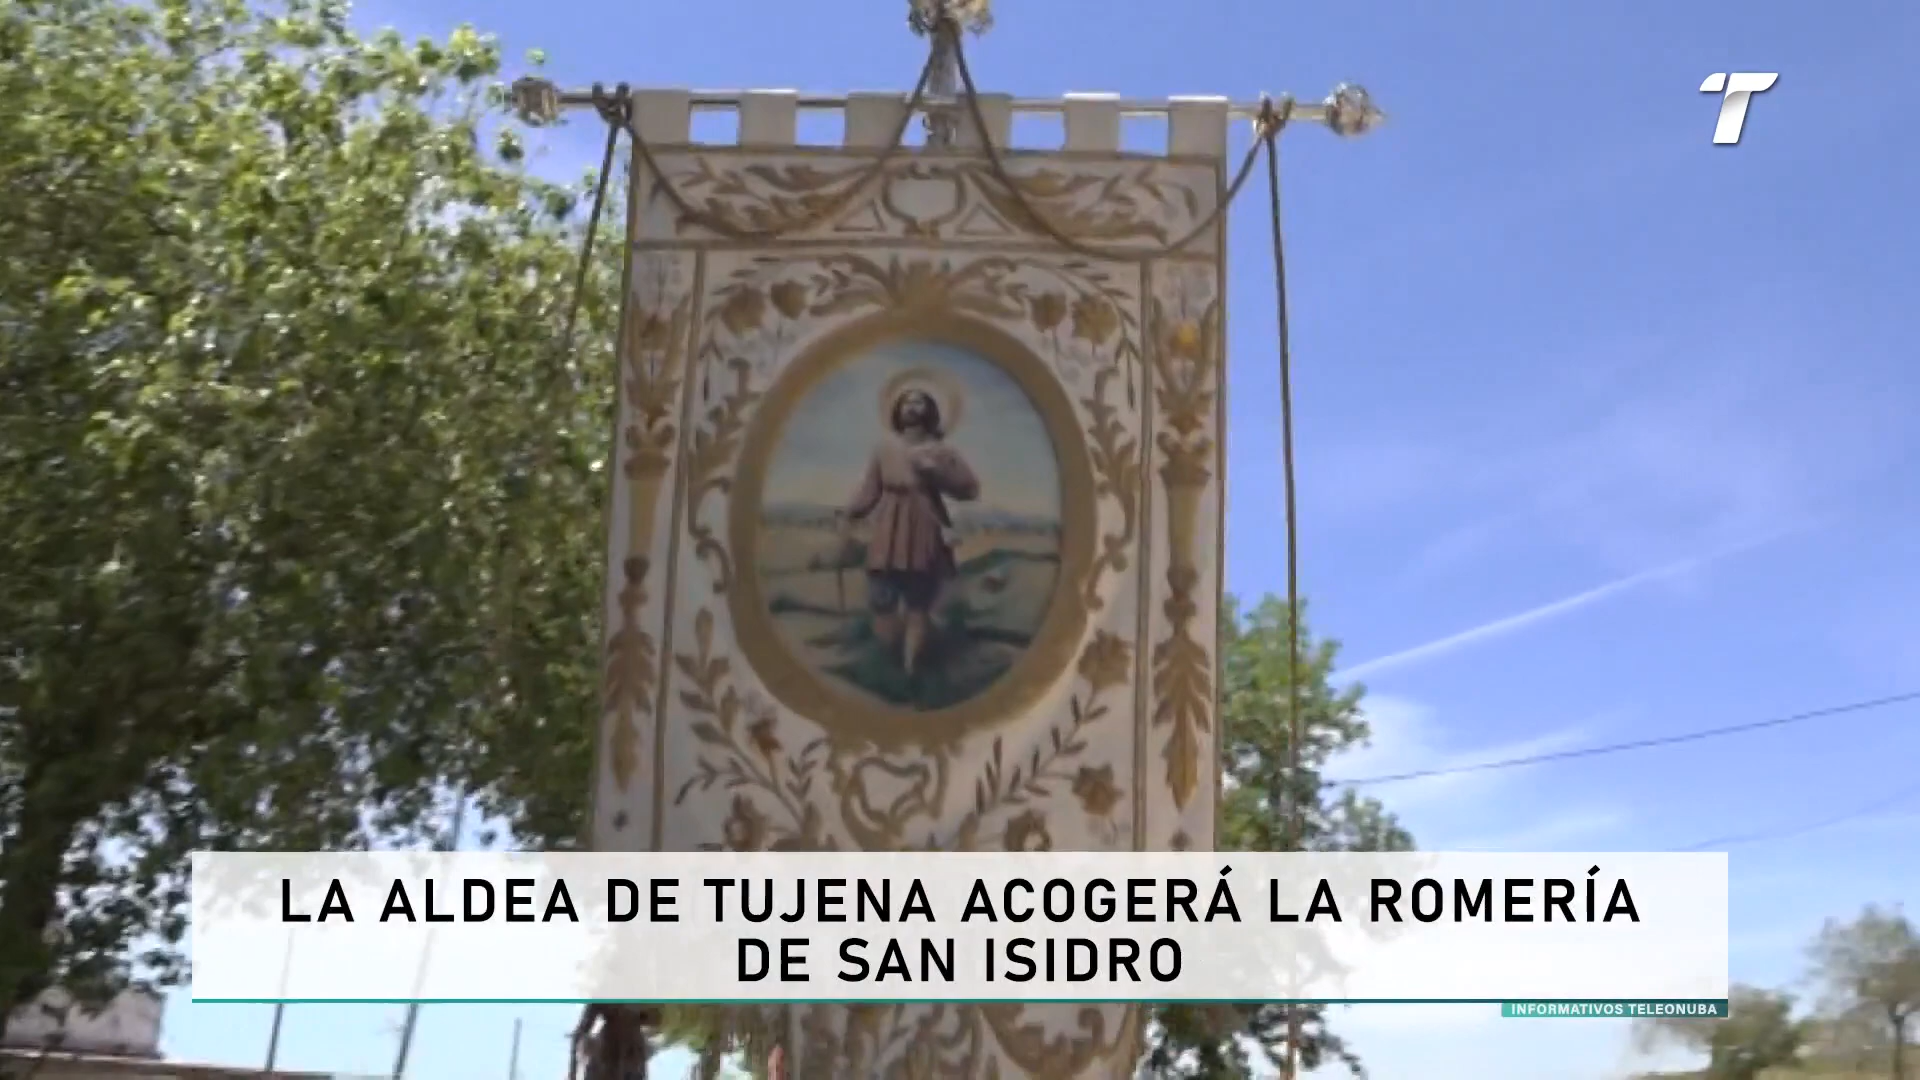 LA ALDEA DE TUJENA ACOGERÁ LA ROMERÍA
DE SAN ISIDRO
INFORMATIVOS TELEONUBA